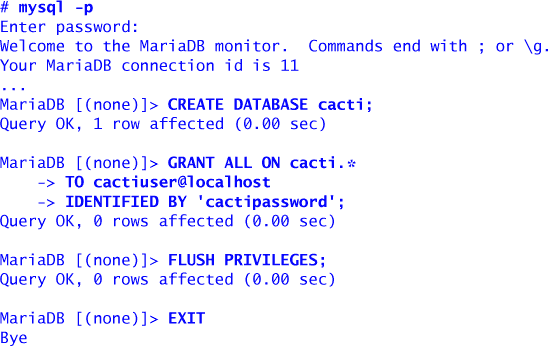 # mysql -p
Enter password:
Welcome to the MariaDB monitor.  Commands end with ; or \g.
Your MariaDB connection id is 11
...
MariaDB [(none)]> CREATE DATABASE cacti;
Query OK, 1 row affected (0.00 sec)

MariaDB [(none)]> GRANT ALL ON cacti.*
    -> TO cactiuser@localhost
    -> IDENTIFIED BY 'cactipassword';
Query OK, 0 rows affected (0.00 sec)

MariaDB [(none)]> FLUSH PRIVILEGES;
Query OK, 0 rows affected (0.00 sec)

MariaDB [(none)]> EXIT
Bye